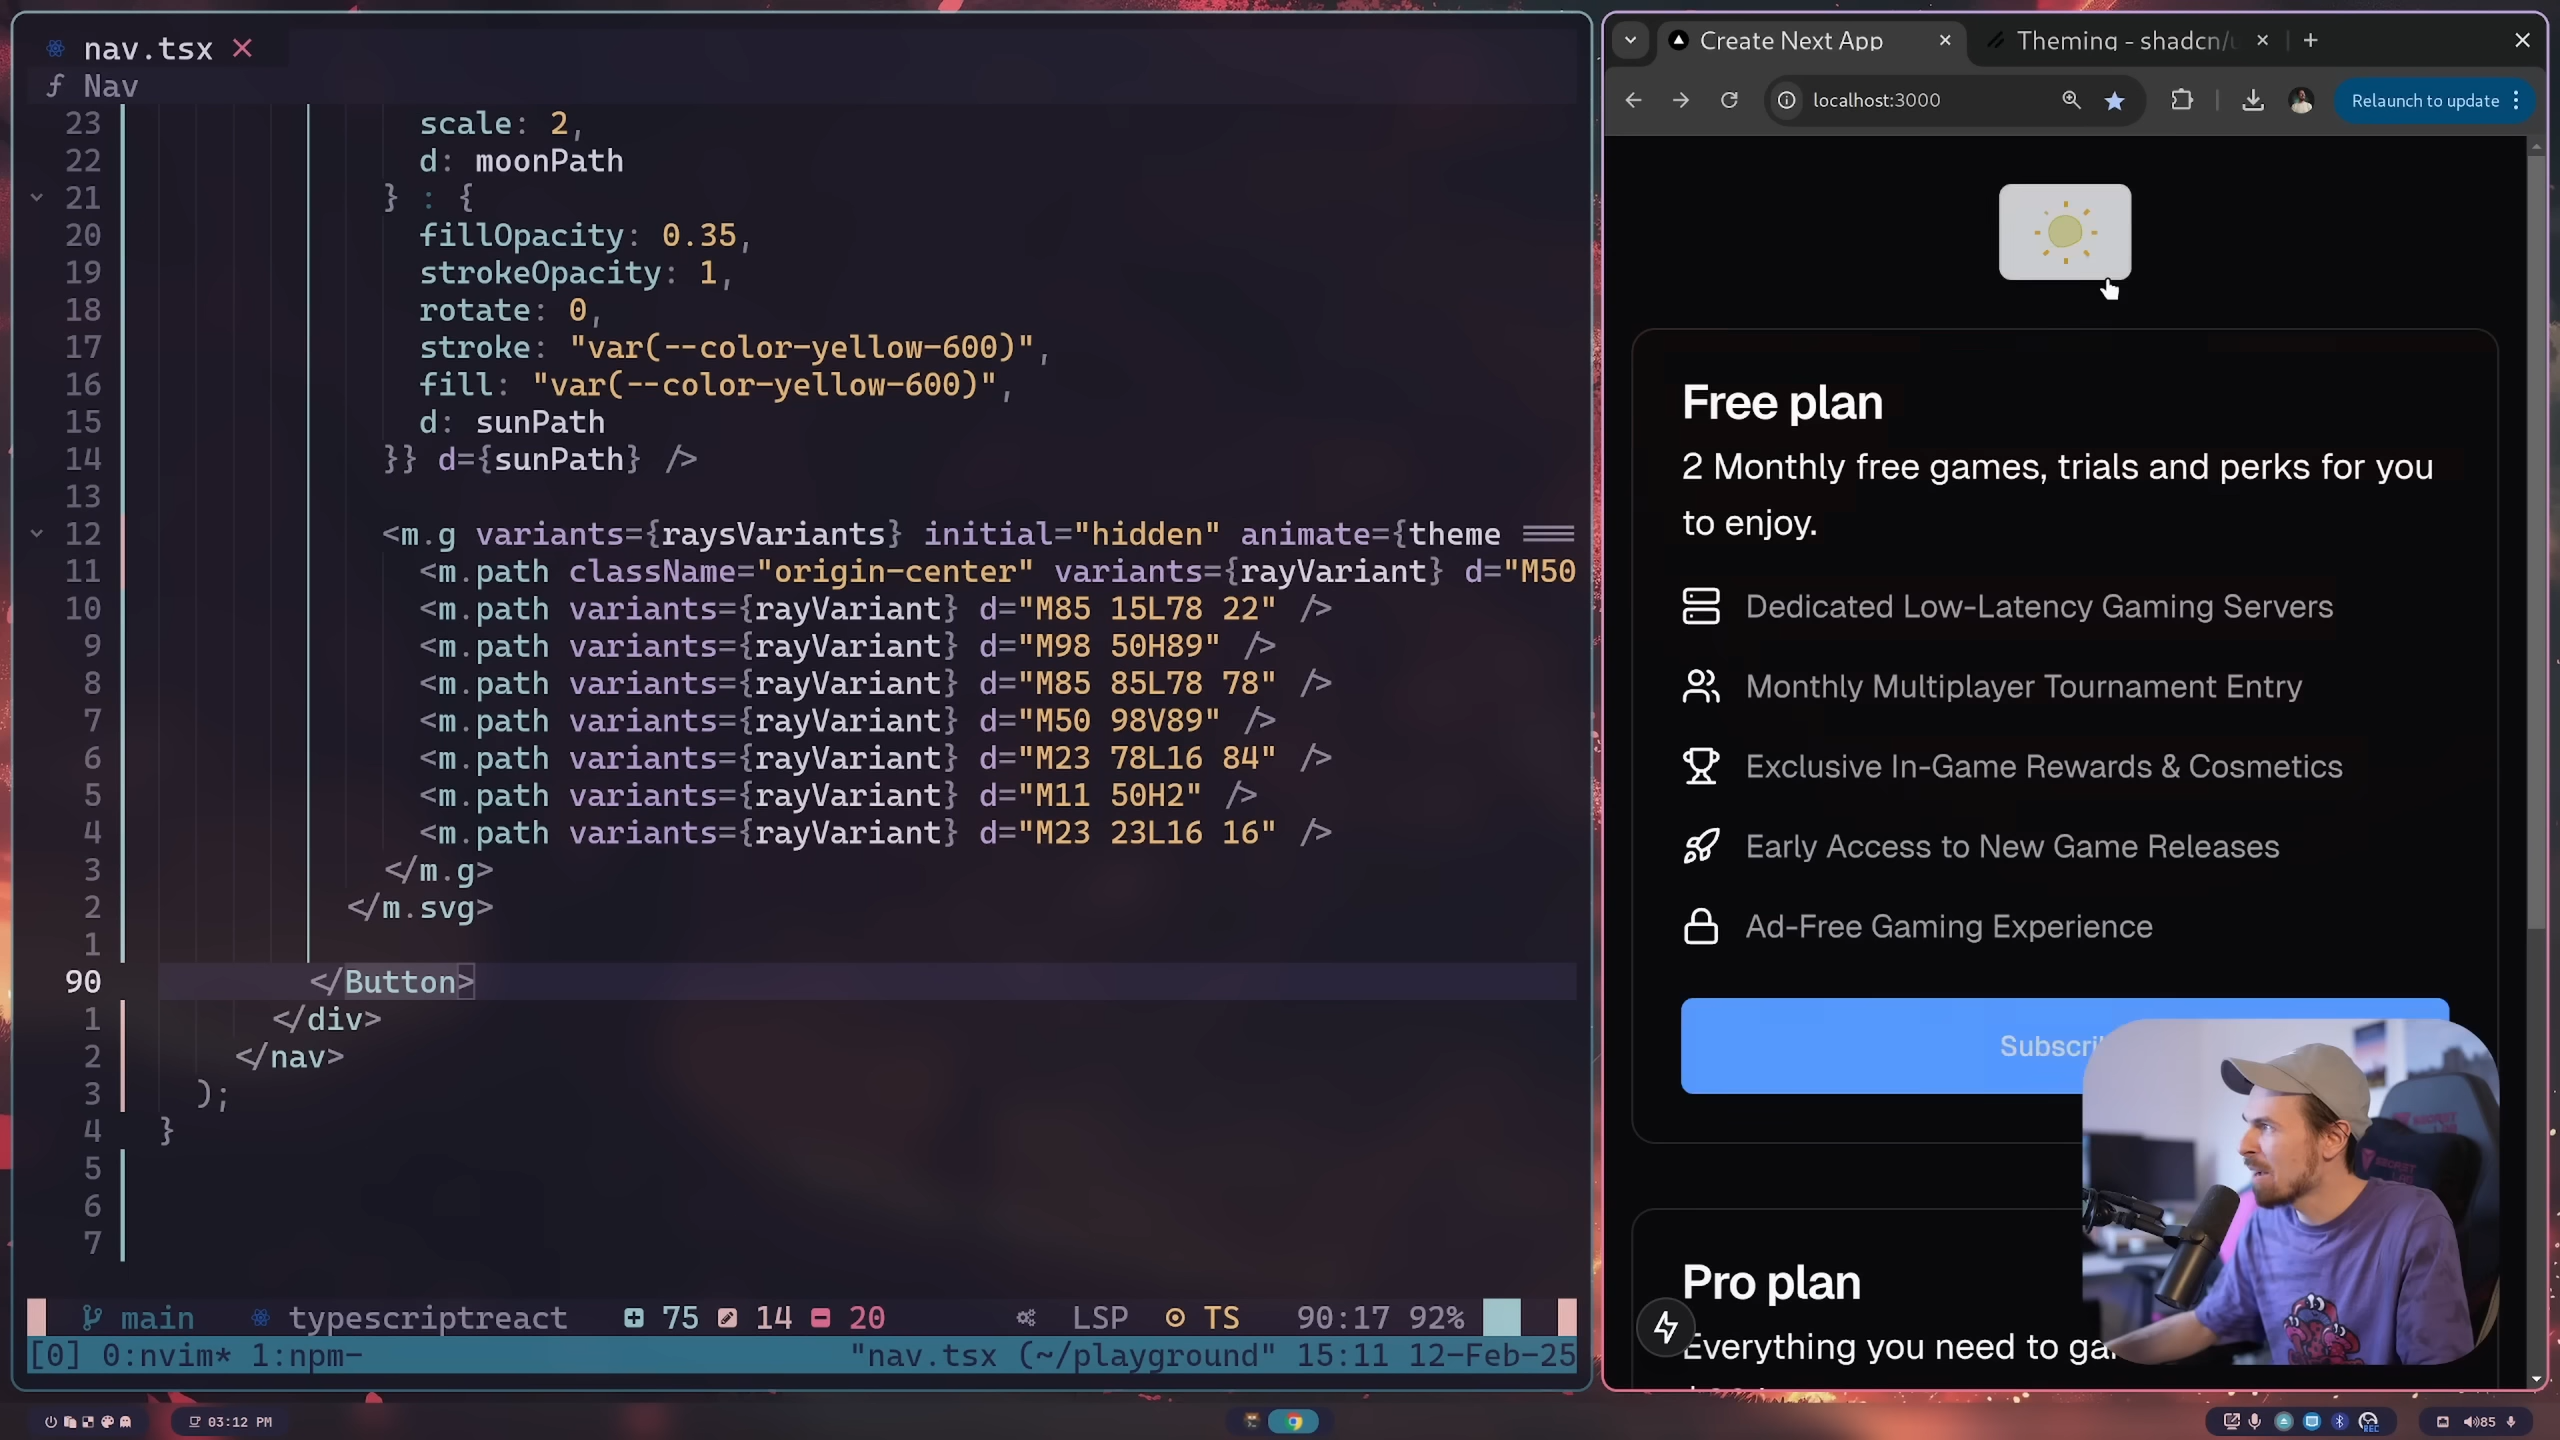 nav.tsx
Nav
23 scale: 2,
22 d: moonPath
21 } : {
20 fillOpacity: 0.35,
19 strokeOpacity: 1,
18 rotate: 0,
17 stroke: "var(--color-yellow-600)",
16 fill: "var(--color-yellow-600)",
15 d: sunPath
14 }} d={sunPath} />
13
12 <m.g variants={raysVariants} initial="hidden" animate={theme ===
11 <m.path className="origin-center" variants={rayVariant} d="M50
10 <m.path variants={rayVariant} d="M85 15L78 22" />
9 <m.path variants={rayVariant} d="M98 50H89" />
8 <m.path variants={rayVariant} d="M85 85L78 78" />
7 <m.path variants={rayVariant} d="M50 98V89" />
6 <m.path variants={rayVariant} d="M23 78L16 84" />
5 <m.path variants={rayVariant} d="M11 50H2" />
4 <m.path variants={rayVariant} d="M23 23L16 16" />
3 </m.g>
2 </m.svg>
1
90 </Button>
1 </div>
2 </nav>
3 );
4 }
5
6
7
main typescriptreact 75 14 20 LSP TS 90:17 92%
[0] 0:nvim* 1:npm- "nav.tsx (~/playground" 15:11 12-Feb-25
Create Next App
Theming - shadcn/u
localhost:3000
Relaunch to update
Free plan
2 Monthly free games, trials and perks for you
to enjoy.
Dedicated Low-Latency Gaming Servers
Monthly Multiplayer Tournament Entry
Exclusive In-Game Rewards & Cosmetics
Early Access to New Game Releases
Ad-Free Gaming Experience
Subscri
Pro plan
Everything you need to ga
03:12 PM
REC
85